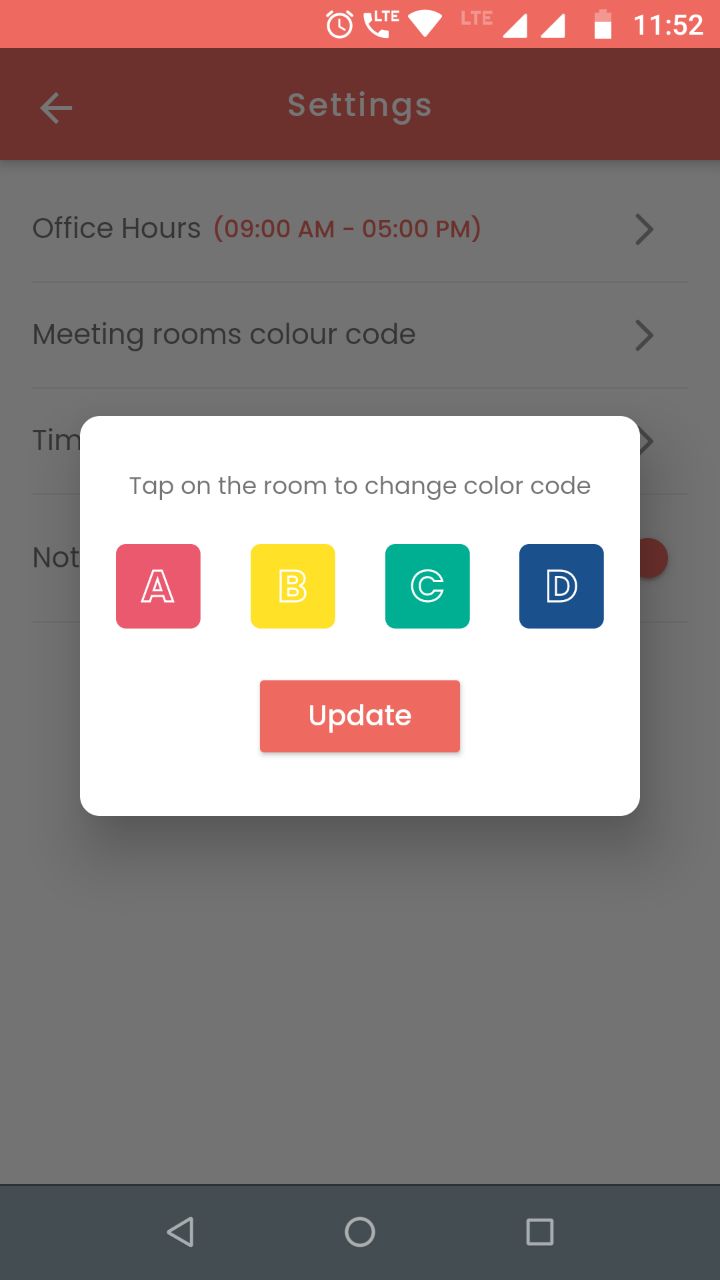 LTE LTE 11:52
Settings
Office Hours (09:00 AM - 05:00 PM)
Meeting rooms colour code
Tim
Tap on the room to change color code
Not
A B C D
Update